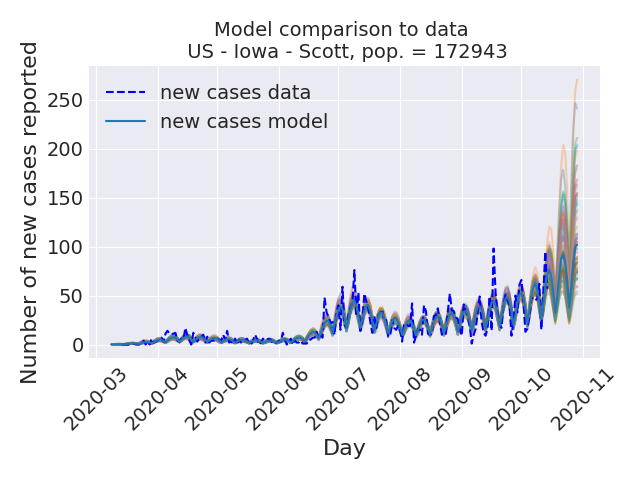 Model comparison to data
US - Iowa - Scott, pop. = 172943
Number of new cases reported
250
200
150
100
50
0
new cases data
new cases model
2020-03
2020-04
2020-05
2020-06
2020-07
2020-08
2020-09
2020-10
2020-11
Day